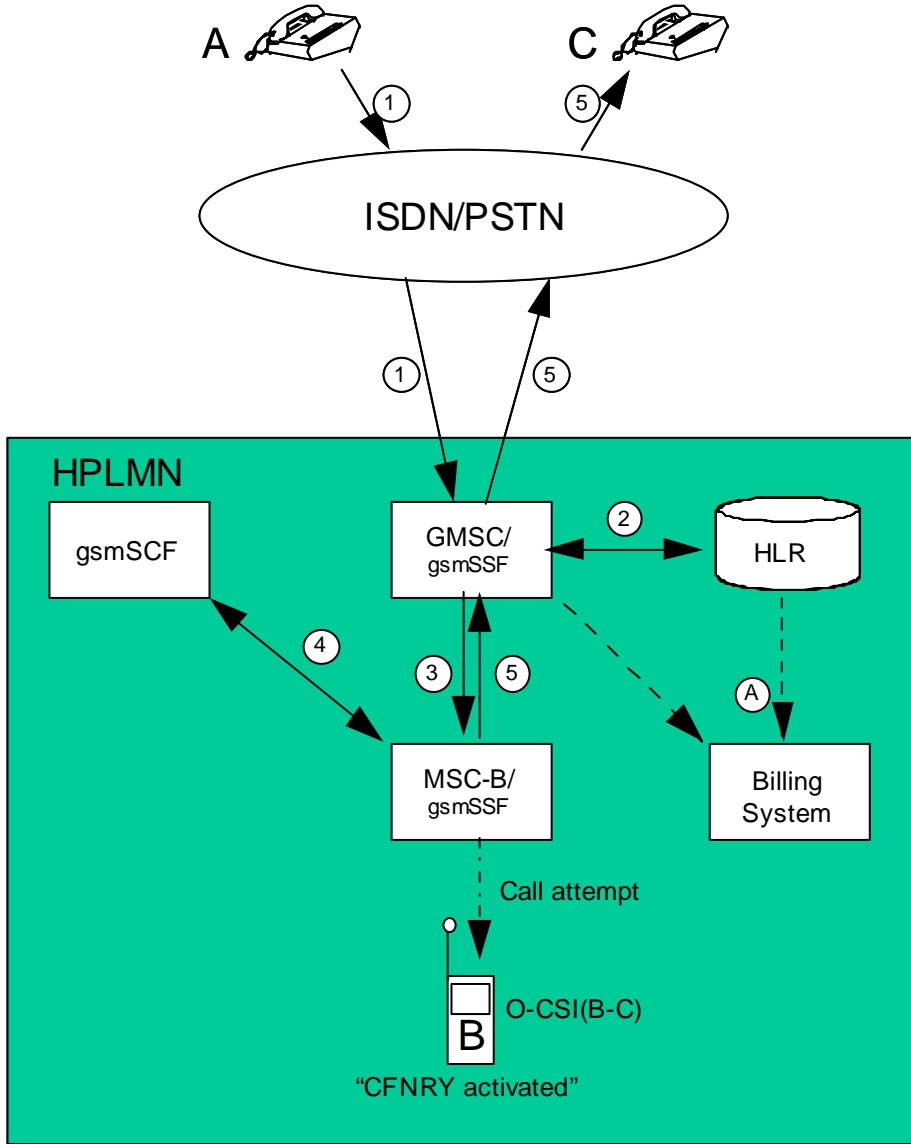 A
C
1
5
ISDN/PSTN
1
5
HPLMN
gsmSCF
GMSC/
gsmSSF
2
HLR
4
3
5
A
MSC-B/
gsmSSF
Billing
System
Call attempt
O-CSI(B-C)
B
“CFNRY activated”